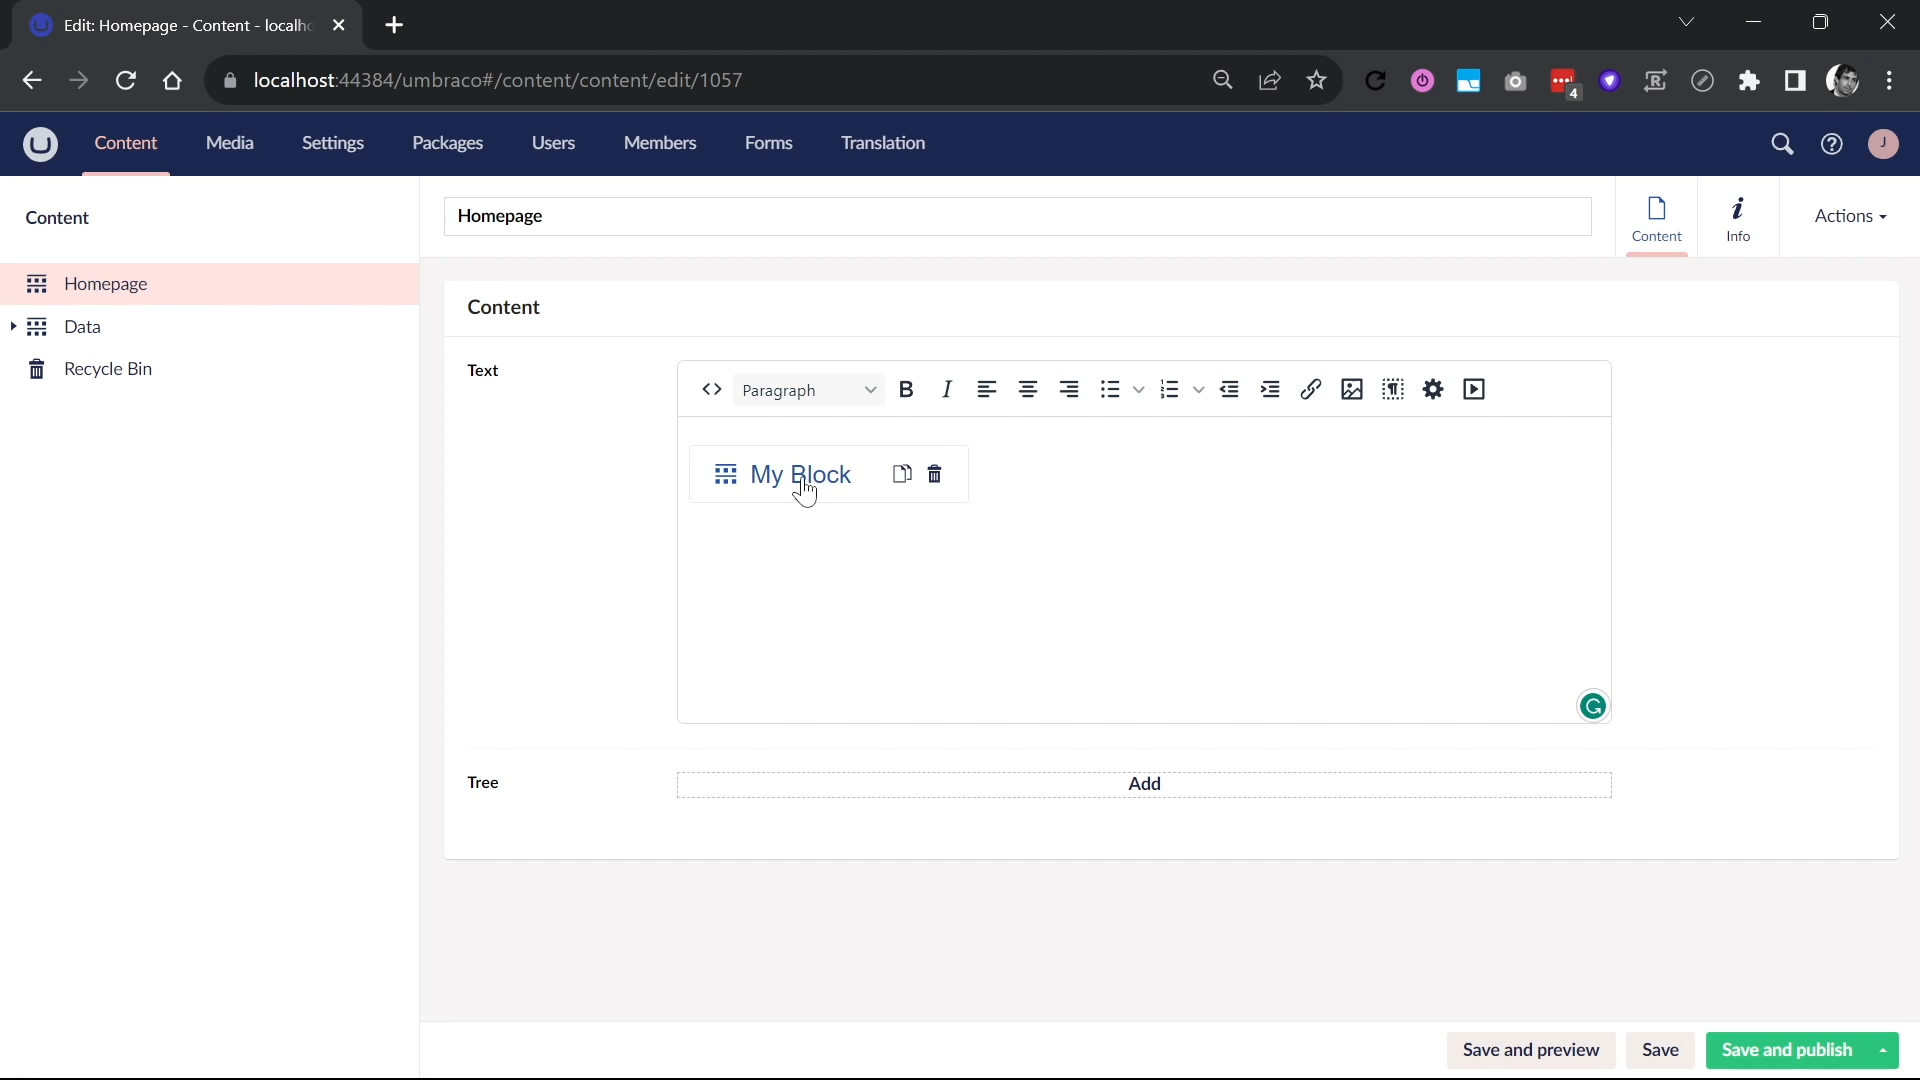 Edit: Homepage - Content - localho
localhost:44384/umbraco#/content/content/edit/1057
4
Content Media Settings Packages Users Members Forms Translation
J
Content
Homepage
Data
Recycle Bin
Homepage
Content
Info
Actions
Content
Text
Paragraph
My Block
Tree
Add
Save and preview
Save
Save and publish